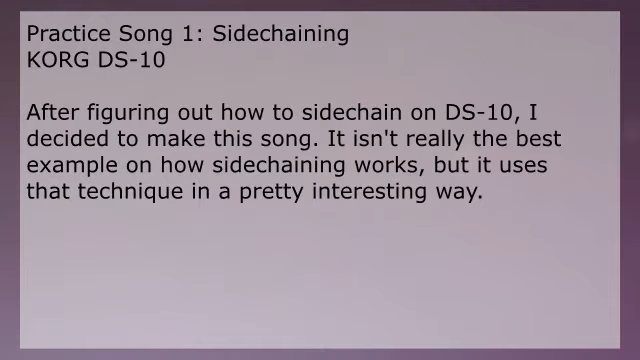 Practice Song 1: Sidechaining
KORG DS-10
After figuring out how to sidechain on DS-10, I
decided to make this song. It isn't really the best
example on how sidechaining works, but it uses
that technique in a pretty interesting way.